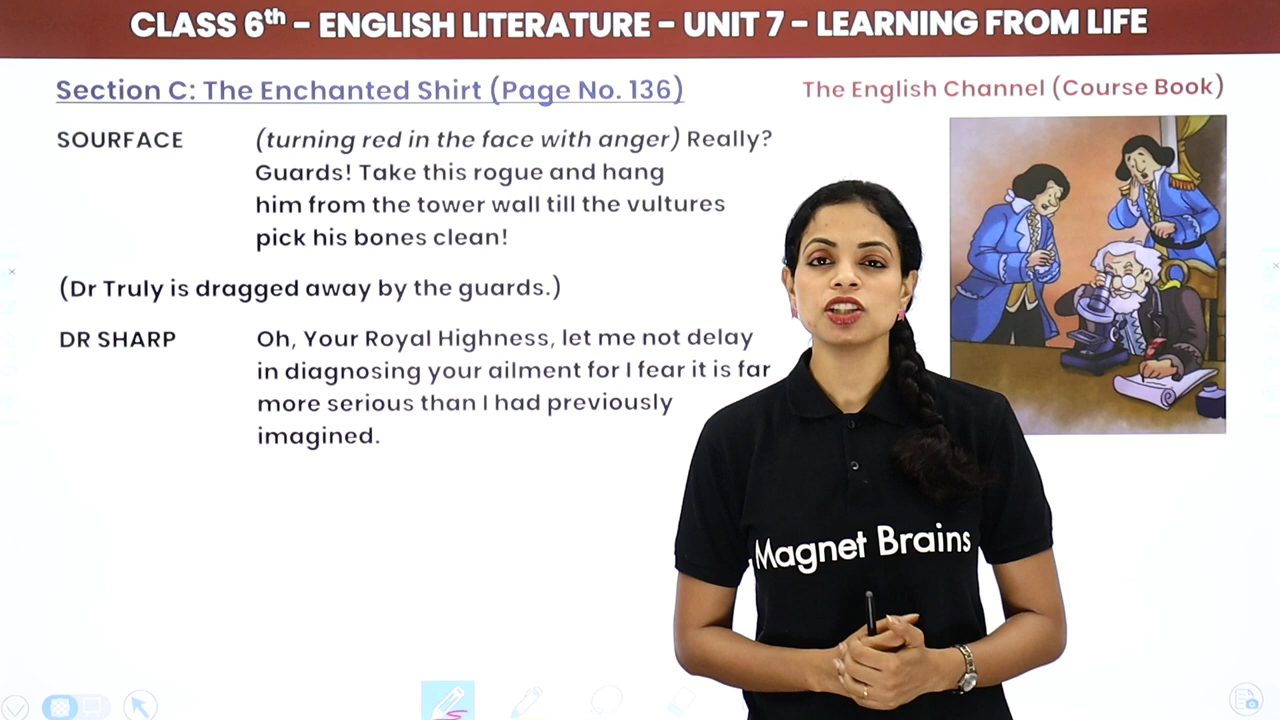 CLASS 6th – ENGLISH LITERATURE – UNIT 7 – LEARNING FROM LIFE
Section C: The Enchanted Shirt (Page No. 136)
The English Channel (Course Book)
SOURFACE (turning red in the face with anger) Really?
Guards! Take this rogue and hang
him from the tower wall till the vultures
pick his bones clean!
(Dr Truly is dragged away by the guards.)
DR SHARP Oh, Your Royal Highness, let me not delay
in diagnosing your ailment for I fear it is far
more serious than I had previously
imagined.
Magnet Brains